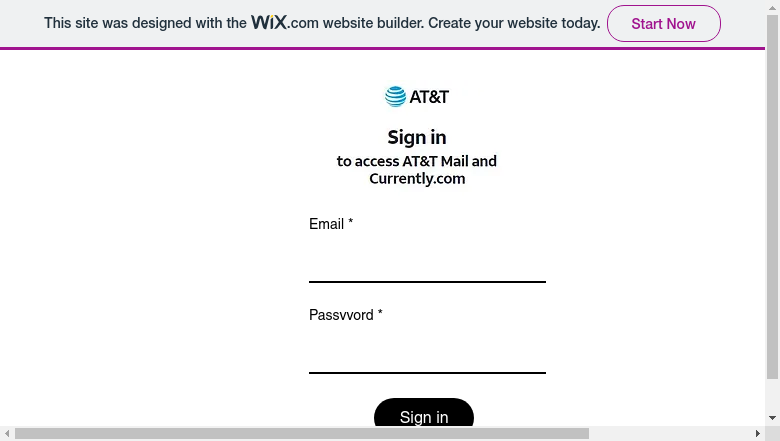 This site was designed with the WiX.com website builder. Create your website today. Start Now
AT&T
Sign in
to access AT&T Mail and
Currently.com
Email *
Passvvord *
Sign in